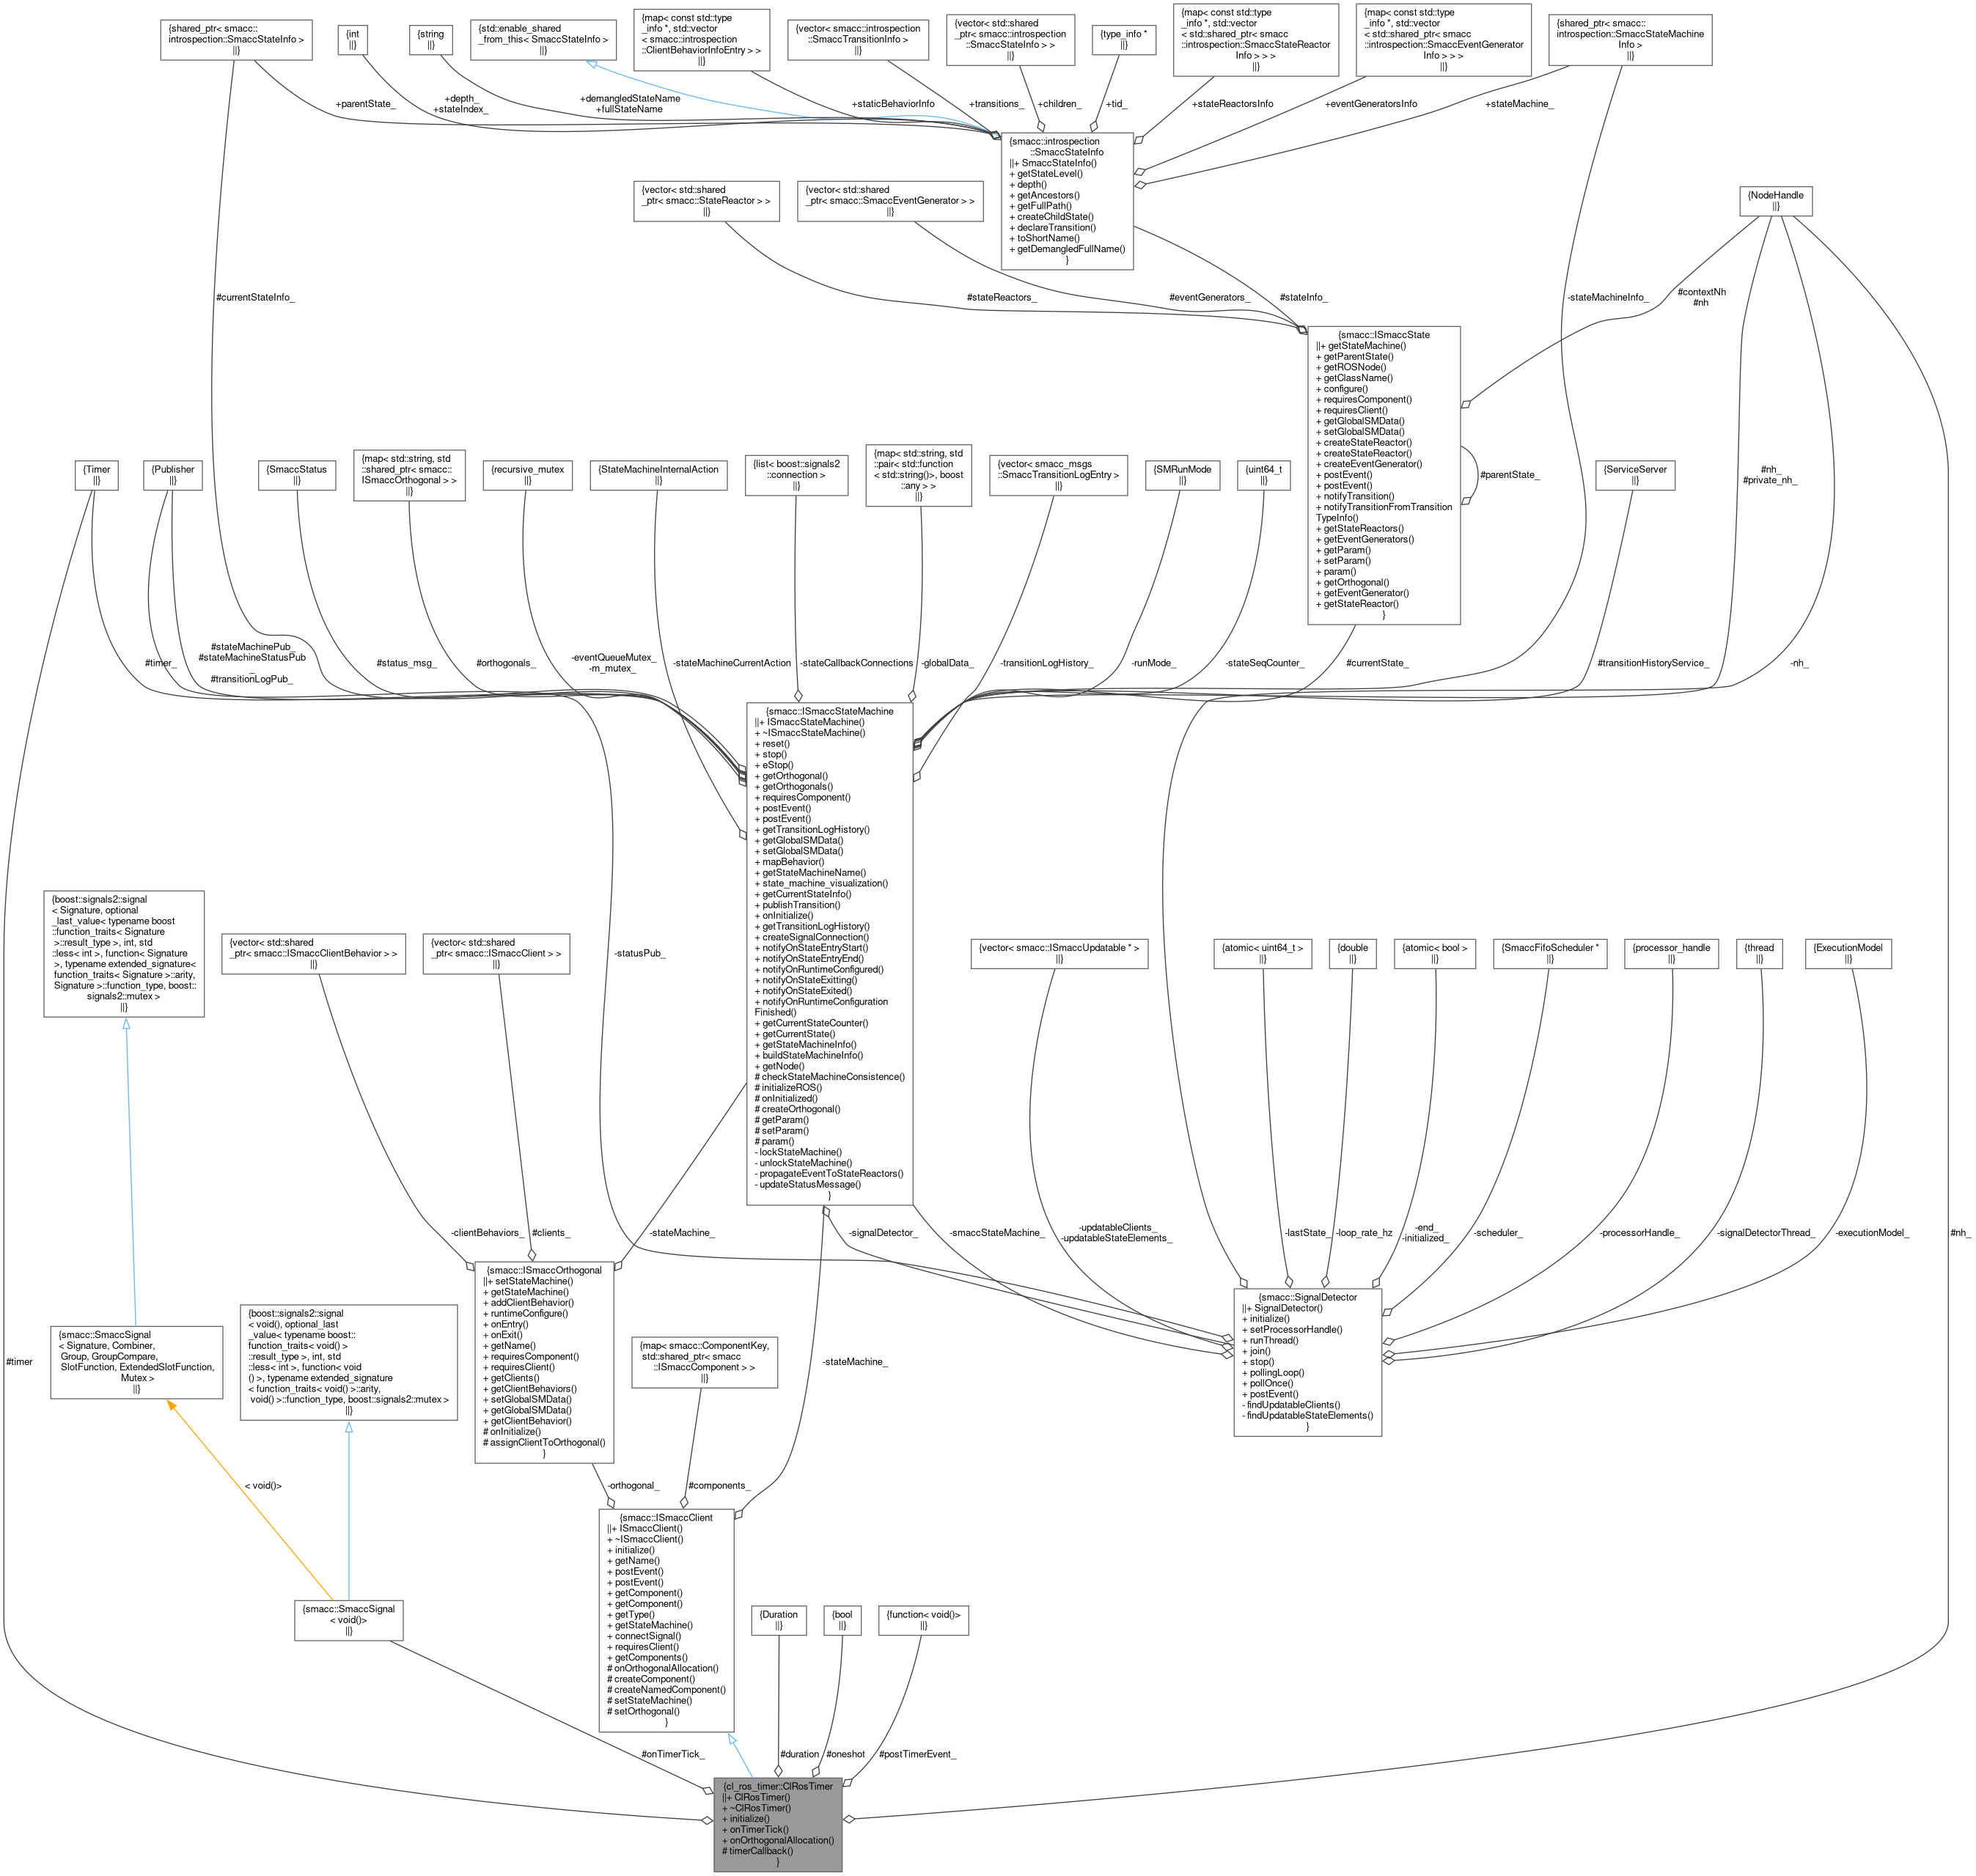 {shared_ptr< smacc::
introspection::SmaccStateInfo >
||}
{int
||}
{string
||}
{std::enable_shared
_from_this< SmaccStateInfo >
||}
{map< const std::type
_info *, std::vector
< smacc::introspection
::ClientBehaviorInfoEntry > >
||}
{vector< smacc::introspection
::SmaccTransitionInfo >
||}
{vector< std::shared
_ptr< smacc::introspection
::SmaccStateInfo > >
||}
{type_info *
||}
{map< const std::type
_info *, std::vector
< std::shared_ptr< smacc
::introspection::SmaccStateReactor
Info > > >
||}
{map< const std::type
_info *, std::vector
< std::shared_ptr< smacc
::introspection::SmaccEventGenerator
Info > > >
||}
{shared_ptr< smacc::
introspection::SmaccStateMachine
Info >
||}
+parentState_
+depth_
+stateIndex_
+demangledStateName
+fullStateName
+staticBehaviorInfo
+transitions_
+children_
+tid_
+stateReactorsInfo
+eventGeneratorsInfo
+stateMachine_
{smacc::introspection
::SmaccStateInfo
||+ SmaccStateInfo()
+ getStateLevel()
+ depth()
+ getAncestors()
+ getFullPath()
+ createChildState()
+ declareTransition()
+ toShortName()
+ getDemangledFullName()
}
{vector< std::shared
_ptr< smacc::StateReactor > >
||}
{vector< std::shared
_ptr< smacc::SmaccEventGenerator > >
||}
{NodeHandle
||}
#currentStateInfo_
#stateReactors_
#eventGenerators_
#stateInfo_
-stateMachineInfo_
#contextNh
#nh
{smacc::ISmaccState
||+ getStateMachine()
+ getParentState()
+ getROSNode()
+ getClassName()
+ configure()
+ requiresComponent()
+ requiresClient()
+ getGlobalSMData()
+ setGlobalSMData()
+ createStateReactor()
+ createStateReactor()
+ createEventGenerator()
+ postEvent()
+ postEvent()
+ notifyTransition()
+ notifyTransitionFromTransition
TypeInfo()
+ getStateReactors()
+ getEventGenerators()
+ getParam()
+ setParam()
+ param()
+ getOrthogonal()
+ getEventGenerator()
+ getStateReactor()
}
#parentState_
{Timer
||}
{Publisher
||}
{SmaccStatus
||}
{map< std::string, std
::shared_ptr< smacc::
ISmaccOrthogonal > >
||}
{recursive_mutex
||}
{StateMachineInternalAction
||}
{list< boost::signals2
::connection >
||}
{map< std::string, std
::pair< std::function
< std::string()>, boost
::any > >
||}
{vector< smacc_msgs
::SmaccTransitionLogEntry >
||}
{SMRunMode
||}
{uint64_t
||}
{ServiceServer
||}
#nh_
#private_nh_
#timer_
#stateMachinePub_
#stateMachineStatusPub
_
#transitionLogPub_
#status_msg_
#orthogonals_
-eventQueueMutex_
-m_mutex_
-stateMachineCurrentAction
-stateCallbackConnections
-globalData_
-transitionLogHistory_
-runMode_
-stateSeqCounter_
#currentState_
#transitionHistoryService_
-nh_
{smacc::ISmaccStateMachine
||+ ISmaccStateMachine()
+ ~ISmaccStateMachine()
+ reset()
+ stop()
+ eStop()
+ getOrthogonal()
+ getOrthogonals()
+ requiresComponent()
+ postEvent()
+ postEvent()
+ getTransitionLogHistory()
+ getGlobalSMData()
+ setGlobalSMData()
+ mapBehavior()
+ getStateMachineName()
+ state_machine_visualization()
+ getCurrentStateInfo()
+ publishTransition()
+ onInitialize()
+ getTransitionLogHistory()
+ createSignalConnection()
+ notifyOnStateEntryStart()
+ notifyOnStateEntryEnd()
+ notifyOnRuntimeConfigured()
+ notifyOnStateExitting()
+ notifyOnStateExited()
+ notifyOnRuntimeConfiguration
Finished()
+ getCurrentStateCounter()
+ getCurrentState()
+ getStateMachineInfo()
+ buildStateMachineInfo()
+ getNode()
# checkStateMachineConsistence()
# initializeROS()
# onInitialized()
# createOrthogonal()
# getParam()
# setParam()
# param()
- lockStateMachine()
- unlockStateMachine()
- propagateEventToStateReactors()
- updateStatusMessage()
}
{boost::signals2::signal
< Signature, optional
_last_value< typename boost
::function_traits< Signature
>::result_type >, int, std
::less< int >, function< Signature
>, typename extended_signature<
function_traits< Signature >::arity,
Signature >::function_type, boost::
signals2::mutex >
||}
{vector< std::shared
_ptr< smacc::ISmaccClientBehavior > >
||}
{vector< std::shared
_ptr< smacc::ISmaccClient > >
||}
-statusPub_
{vector< smacc::ISmaccUpdatable * >
||}
{atomic< uint64_t >
||}
{double
||}
{atomic< bool >
||}
{SmaccFifoScheduler *
||}
{processor_handle
||}
{thread
||}
{ExecutionModel
||}
-clientBehaviors_
#clients_
-stateMachine_
-signalDetector_
-smaccStateMachine_
-updatableClients_
-updatableStateElements_
-lastState_
-loop_rate_hz
-end_
-initialized_
-scheduler_
-processorHandle_
-signalDetectorThread_
-executionModel_
#nh_
{smacc::ISmaccOrthogonal
||+ setStateMachine()
+ getStateMachine()
+ addClientBehavior()
+ runtimeConfigure()
+ onEntry()
+ onExit()
+ getName()
+ requiresComponent()
+ requiresClient()
+ getClients()
+ getClientBehaviors()
+ setGlobalSMData()
+ getGlobalSMData()
+ getClientBehavior()
# onInitialize()
# assignClientToOrthogonal()
}
{smacc::SignalDetector
||+ SignalDetector()
+ initialize()
+ setProcessorHandle()
+ runThread()
+ join()
+ stop()
+ pollingLoop()
+ pollOnce()
+ postEvent()
- findUpdatableClients()
- findUpdatableStateElements()
}
#timer
{smacc::SmaccSignal
< Signature, Combiner,
Group, GroupCompare,
SlotFunction, ExtendedSlotFunction,
Mutex >
||}
{boost::signals2::signal
< void(), optional_last
_value< typename boost::
function_traits< void() >
::result_type >, int, std
::less< int >, function< void
() >, typename extended_signature
< function_traits< void() >::arity,
void() >::function_type, boost::signals2::mutex >
||}
{map< smacc::ComponentKey,
std::shared_ptr< smacc
::ISmaccComponent > >
||}
-stateMachine_
< void()>
-orthogonal_
#components_
{smacc::ISmaccClient
||+ ISmaccClient()
+ ~ISmaccClient()
+ initialize()
+ getName()
+ postEvent()
+ postEvent()
+ getComponent()
+ getComponent()
+ getType()
+ getStateMachine()
+ connectSignal()
+ requiresClient()
+ getComponents()
# onOrthogonalAllocation()
# createComponent()
# createNamedComponent()
# setStateMachine()
# setOrthogonal()
}
{smacc::SmaccSignal
< void()>
||}
{Duration
||}
{bool
||}
{function< void()>
||}
#onTimerTick_
#duration
#oneshot
#postTimerEvent_
{cl_ros_timer::ClRosTimer
||+ ClRosTimer()
+ ~ClRosTimer()
+ initialize()
+ onTimerTick()
+ onOrthogonalAllocation()
# timerCallback()
}